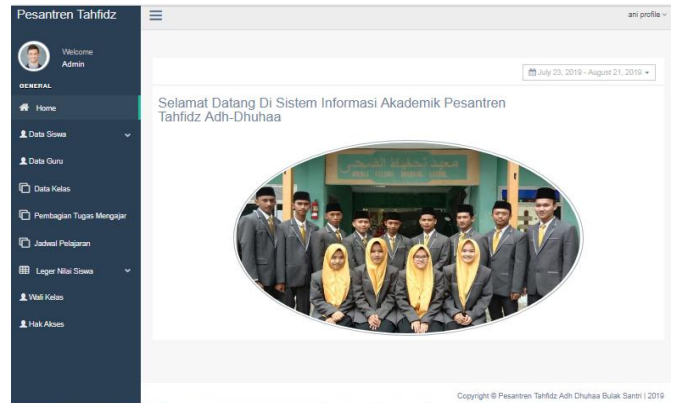 Pesantren Tahfidz
ani profile
Welcome
Admin
GENERAL
Home
Data Siswa
Data Guru
Data Kelas
Pembagian Tugas Mengajar
Jadwal Pelajaran
Leger Nilai Siswa
Wali Kelas
Hak Akses
July 23, 2019 - August 21, 2019
Selamat Datang Di Sistem Informasi Akademik Pesantren
Tahfidz Adh-Dhuhaa
Copyright © Pesantren Tahfidz Adh Dhuhaa Bulak Santri | 2019